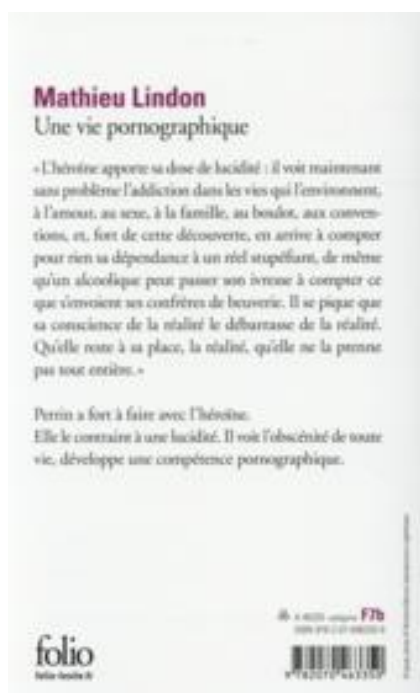 Mathieu Lindon
Une vie pornographique
« L'héroïne apporte sa dose de lucidité : il voit maintenant
sans problème l'addiction dans les vies qui l'environnent,
à l'amour, au sexe, à la famille, au boulot, aux conven-
tions, et, fort de cette découverte, en arrive à compter
pour rien sa dépendance à un réel stupéfiant, de même
qu'un alcoolique peut passer son ivresse à compter ce
que s'envoient ses confrères de beuverie. Il se pique que
sa conscience de la réalité le débarrasse de la réalité.
Qu'elle reste à sa place, la réalité, qu'elle ne la prenne
pas tout entière. »
Perrin a fort à faire avec l'héroïne.
Elle le contraint à une lucidité. Il voit l'obscénité de toute
vie, développe une compétence pornographique.
F7b
folio
folio-lesite.fr
9 782070 463350